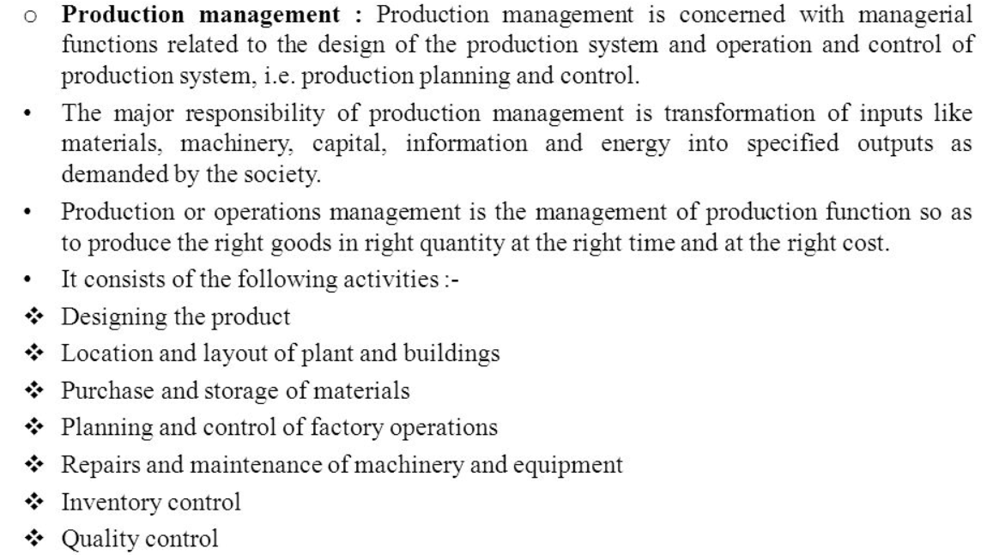 o Production management : Production management is concerned with managerial
functions related to the design of the production system and operation and control of
production system, i.e. production planning and control.
• The major responsibility of production management is transformation of inputs like
materials, machinery, capital, information and energy into specified outputs as
demanded by the society.
• Production or operations management is the management of production function so as
to produce the right goods in right quantity at the right time and at the right cost.
• It consists of the following activities :-
❖ Designing the product
❖ Location and layout of plant and buildings
❖ Purchase and storage of materials
❖ Planning and control of factory operations
❖ Repairs and maintenance of machinery and equipment
❖ Inventory control
❖ Quality control